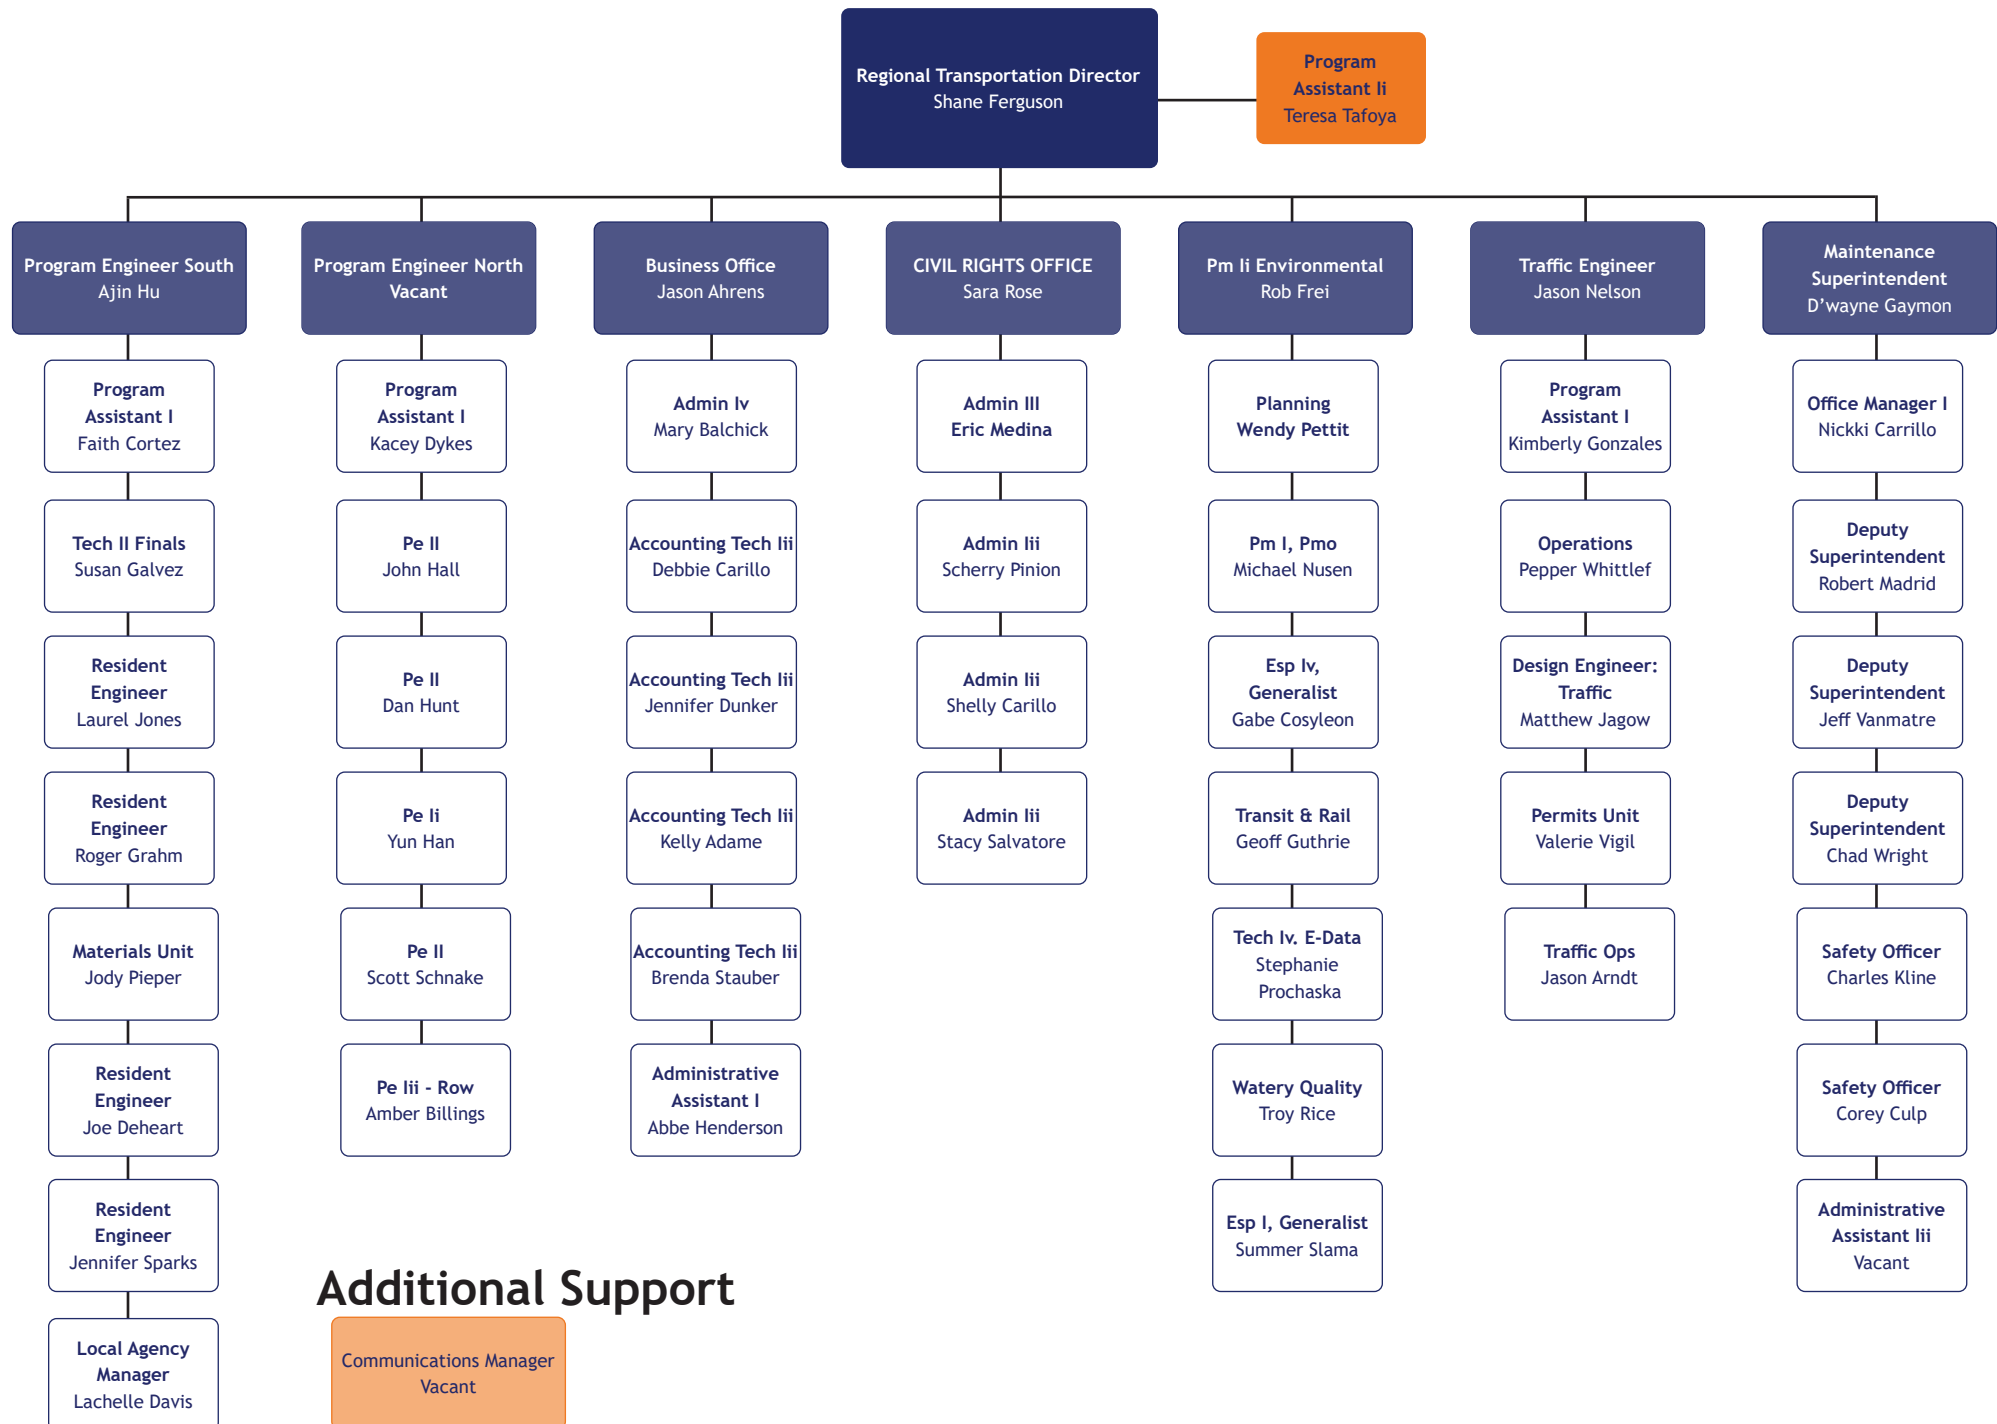 Regional Transportation Director
Shane Ferguson
Program
Assistant Ii
Teresa Tafoya
Program Engineer South
Ajin Hu
Program Assistant I
Faith Cortez
Tech II Finals
Susan Galvez
Resident
Engineer
Laurel Jones
Resident
Engineer
Roger Grahm
Materials Unit
Jody Pieper
Resident
Engineer
Joe Deheart
Resident
Engineer
Jennifer Sparks
Local Agency
Manager
Lachelle Davis
Program Engineer North
Vacant
Program
Assistant I
Kacey Dykes
Pe II
John Hall
Pe II
Dan Hunt
Pe Ii
Yun Han
Pe II
Scott Schnake
Pe Iii - Row
Amber Billings
Business Office
Jason Ahrens
Admin Iv
Mary Balchick
Accounting Tech Iii
Debbie Carillo
Accounting Tech Iii
Jennifer Dunker
Accounting Tech Iii
Kelly Adame
Accounting Tech Iii
Brenda Stauber
Administrative
Assistant I
Abbe Henderson
CIVIL RIGHTS OFFICE
Sara Rose
Admin III
Eric Medina
Admin Iii
Scherry Pinion
Admin Iii
Shelly Carillo
Admin Iii
Stacy Salvatore
Pm Ii Environmental
Rob Frei
Planning
Wendy Pettit
Pm I, Pmo
Michael Nusen
Esp Iv,
Generalist
Gabe Cosyleon
Transit & Rail
Geoff Guthrie
Tech Iv. E-Data
Stephanie
Prochaska
Watery Quality
Troy Rice
Esp I, Generalist
Summer Slama
Traffic Engineer
Jason Nelson
Program
Assistant I
Kimberly Gonzales
Operations
Pepper Whittlef
Design Engineer:
Traffic
Matthew Jagow
Permits Unit
Valerie Vigil
Traffic Ops
Jason Arndt
Maintenance
Superintendent
D’wayne Gaymon
Office Manager I
Nickki Carrillo
Deputy
Superintendent
Robert Madrid
Deputy
Superintendent
Jeff Vanmatre
Deputy
Superintendent
Chad Wright
Safety Officer
Charles Kline
Safety Officer
Corey Culp
Administrative
Assistant Iii
Vacant
Additional Support
Communications Manager
Vacant